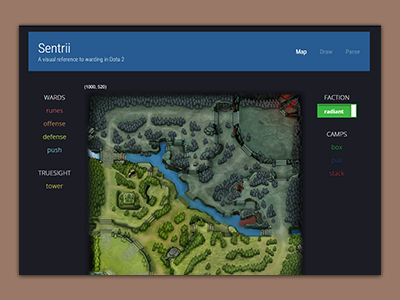 Sentrii
A visual reference to warding in Dota 2
Map
Draw
Parse
(1000, 520)
WARDS
runes
offense
defense
push
TRUESIGHT
tower
FACTION
radiant
CAMPS
box
pull
stack